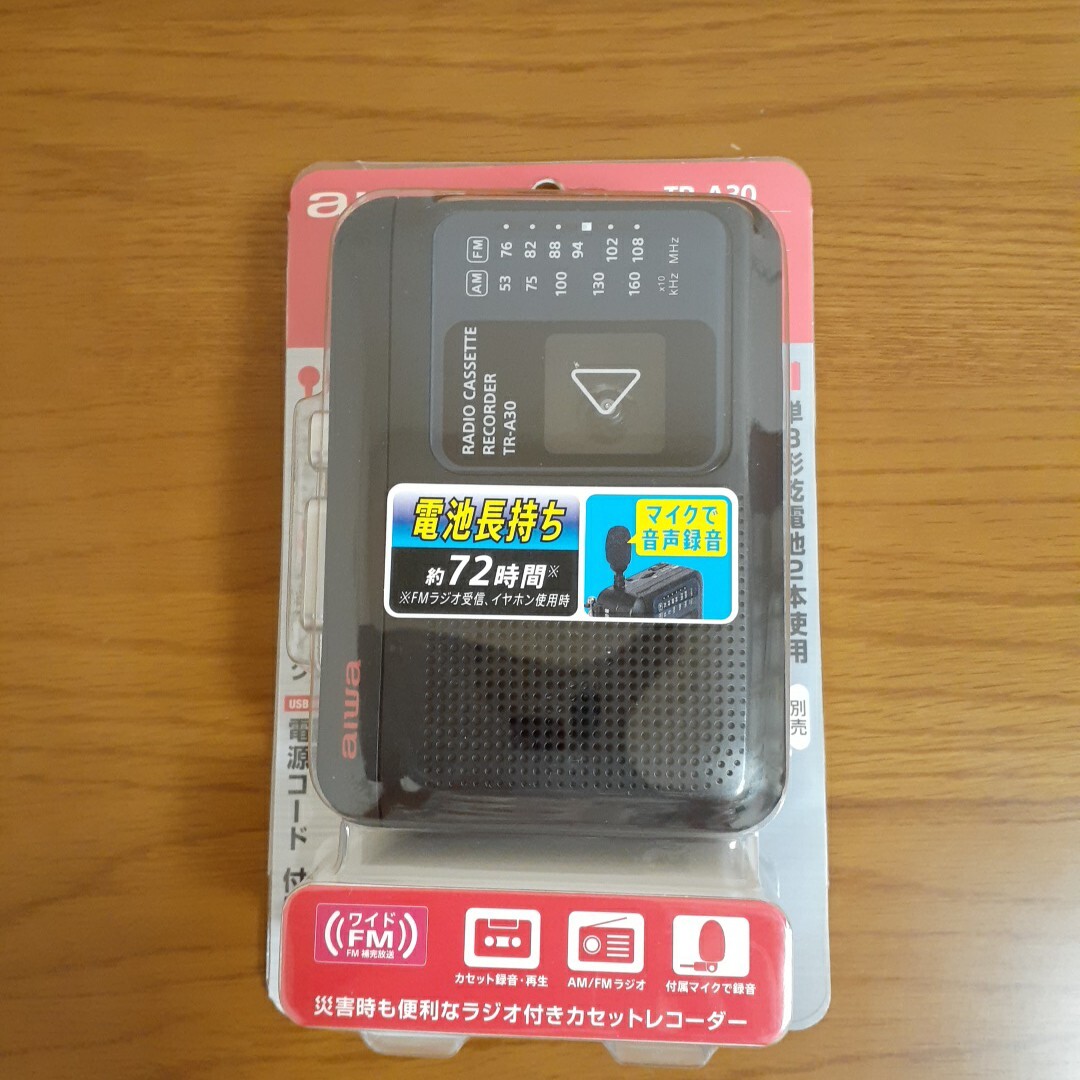 TR-A30
AM FM
53 76
75 82
100 88
94
130
102
160 108
x10
kHz MHz
RADIO CASSETTE
RECORDER
TR-A30
電池長持ち
約72時間※
※FMラジオ受信、イヤホン使用時
マイクで
音声録音
単3形乾電池2本使用
別売
aiwa
USB
電源コード 付
ワイド
FM
FM 補完放送
カセット録音・再生
AM/FMラジオ
付属マイクで録音
災害時も便利なラジオ付きカセットレコーダー